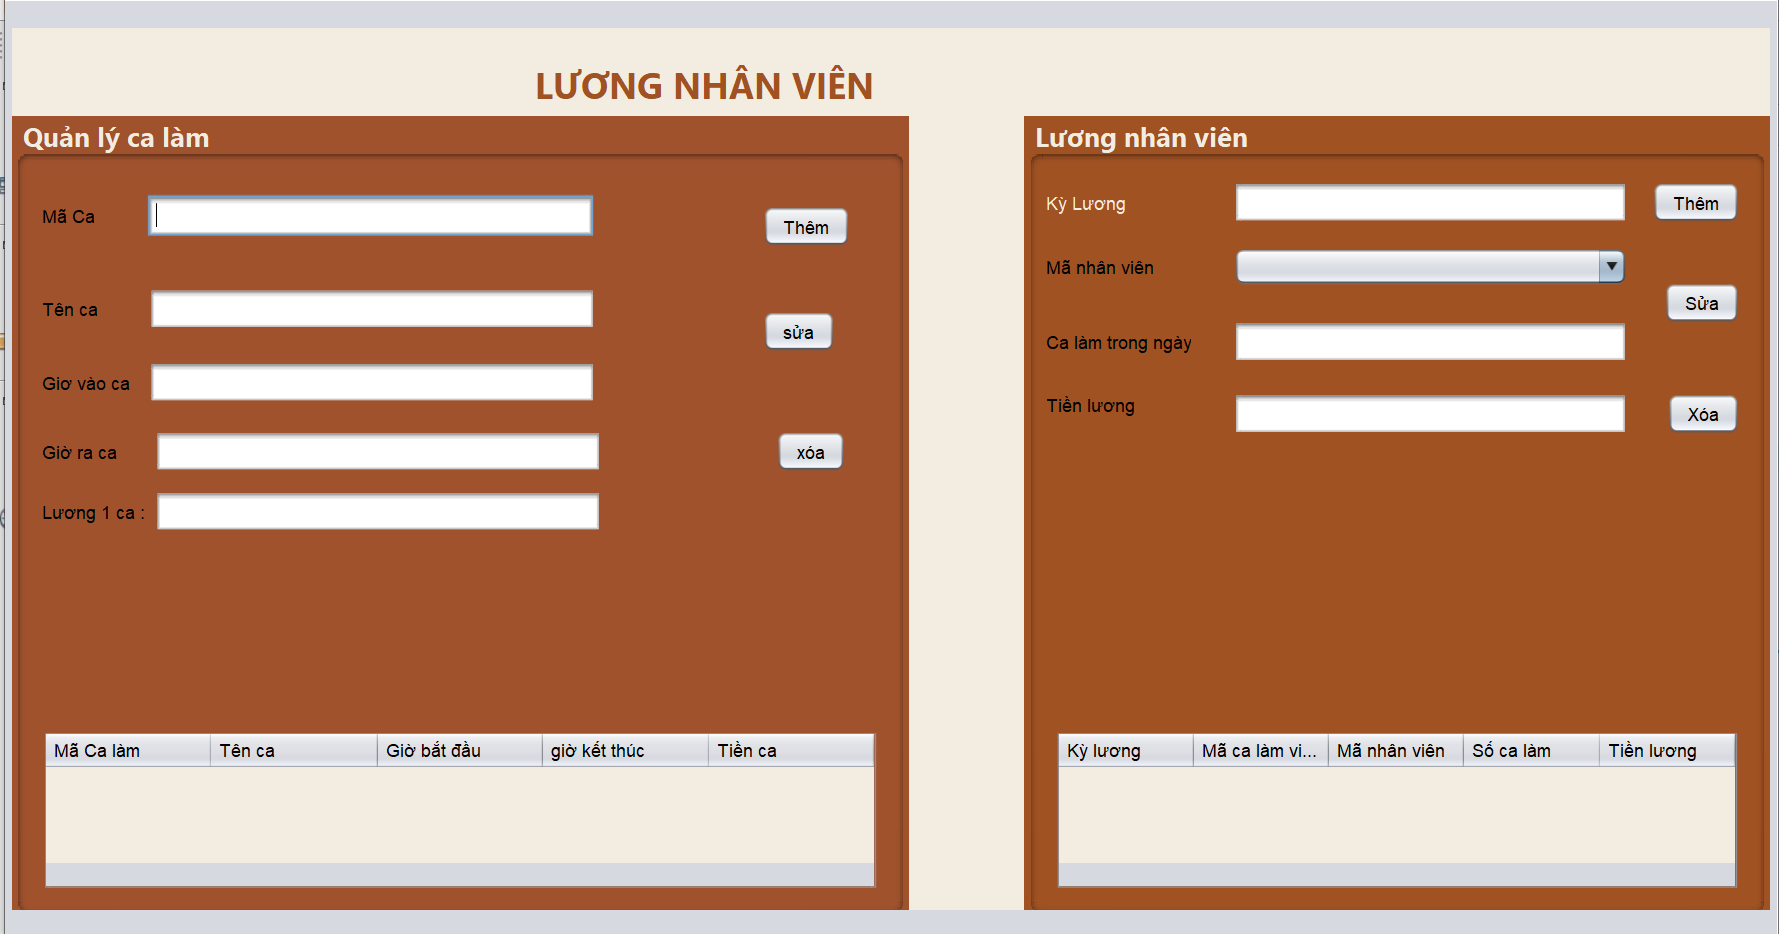 LƯƠNG NHÂN VIÊN
Quản lý ca làm
Mã Ca
Thêm
Tên ca
sửa
Giơ vào ca
Giờ ra ca
xóa
Lương 1 ca :
Mã Ca làm Tên ca Giờ bắt đầu giờ kết thúc Tiền ca
Lương nhân viên
Kỳ Lương
Thêm
Mã nhân viên
Sửa
Ca làm trong ngày
Tiền lương
Xóa
Kỳ lương Mã ca làm vi... Mã nhân viên Số ca làm Tiền lương